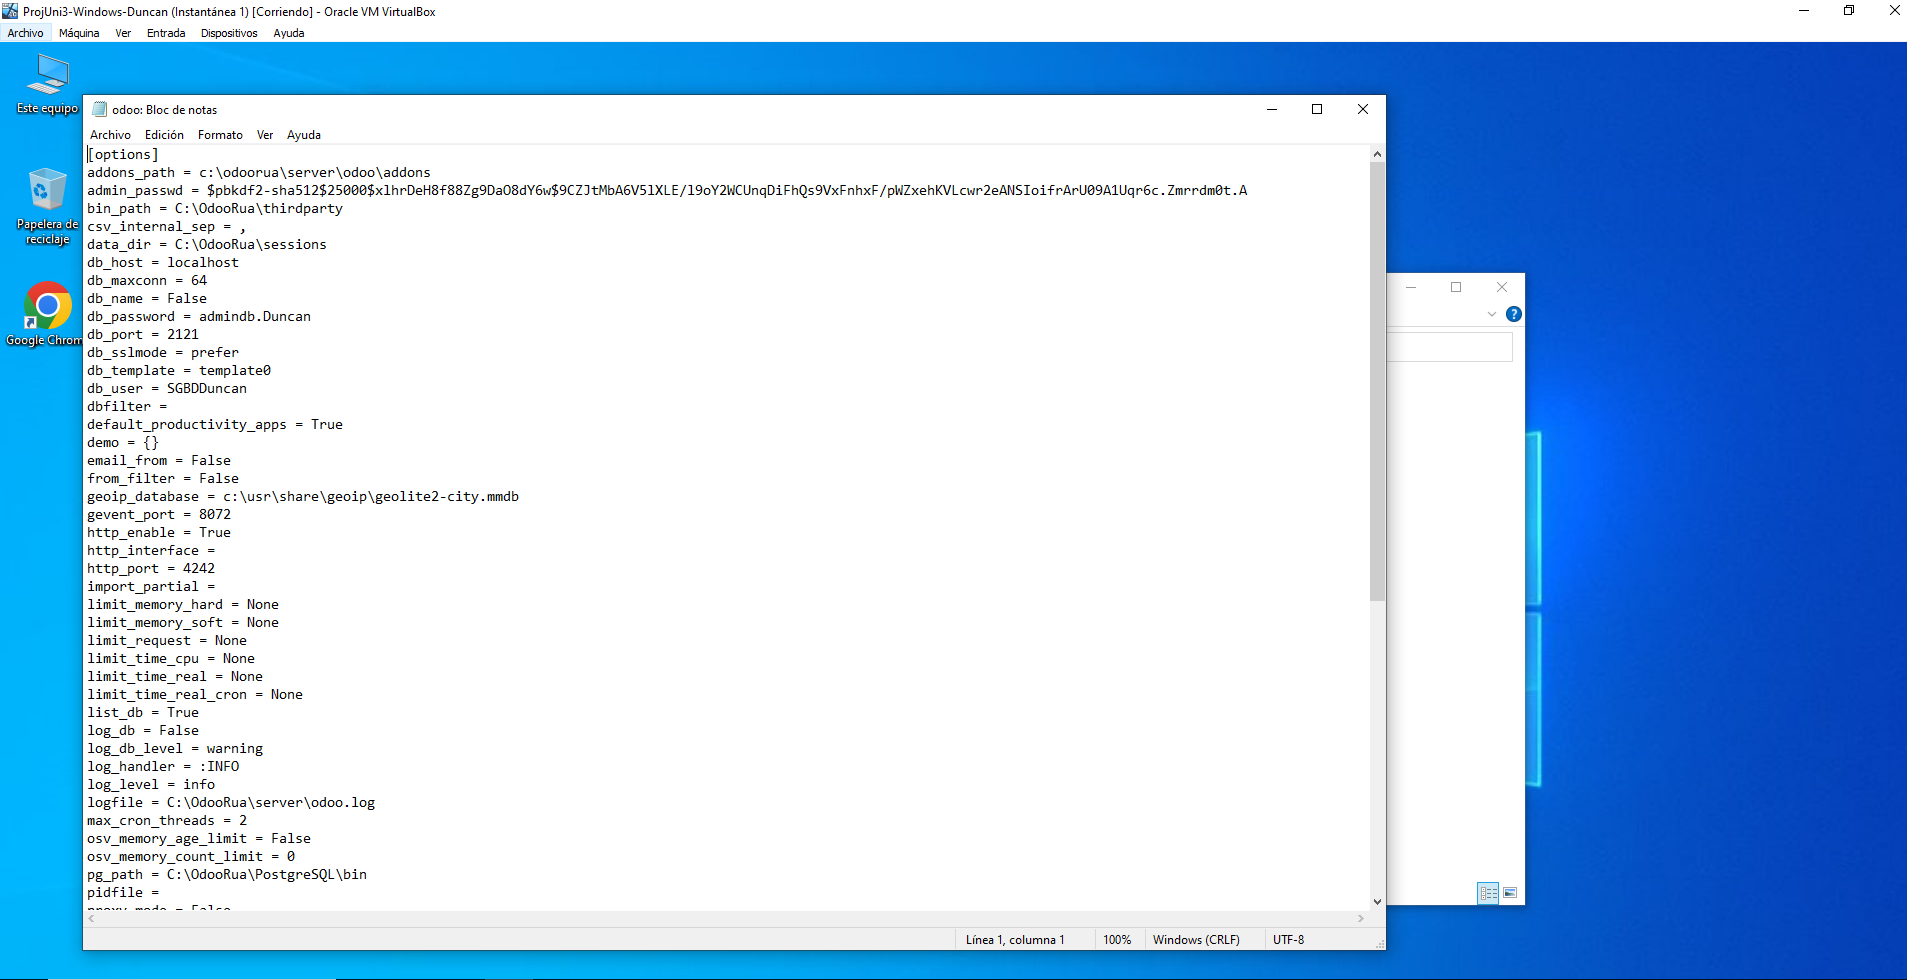 ProjUni3-Windows-Duncan (Instantánea 1) [Corriendo] - Oracle VM VirtualBox
Archivo Máquina Ver Entrada Dispositivos Ayuda
Este equipo
Papelera de
reciclaje
Google Chrom
odoo: Bloc de notas
Archivo Edición Formato Ver Ayuda
[options]
addons_path = c:\odoorua\server\odoo\addons
admin_passwd = $pbkdf2-sha512$25000$xlhrDeH8f88Zg9DaO8dY6w$9CZJtMbA6V5lXLE/l9oY2WCUnqDiFhQs9VxFnhxF/pWZxehKVLcwr2eANSIoifrArU09A1Uqr6c.Zmrrdm0t.A
bin_path = C:\OdooRua\thirdparty
csv_internal_sep = ,
data_dir = C:\OdooRua\sessions
db_host = localhost
db_maxconn = 64
db_name = False
db_password = admindb.Duncan
db_port = 2121
db_sslmode = prefer
db_template = template0
db_user = SGBDDuncan
dbfilter =
default_productivity_apps = True
demo = {}
email_from = False
from_filter = False
geoip_database = c:\usr\share\geoip\geolite2-city.mmdb
gevent_port = 8072
http_enable = True
http_interface =
http_port = 4242
import_partial =
limit_memory_hard = None
limit_memory_soft = None
limit_request = None
limit_time_cpu = None
limit_time_real = None
limit_time_real_cron = None
list_db = True
log_db = False
log_db_level = warning
log_handler = :INFO
log_level = info
logfile = C:\OdooRua\server\odoo.log
max_cron_threads = 2
osv_memory_age_limit = False
osv_memory_count_limit = 0
pg_path = C:\OdooRua\PostgreSQL\bin
pidfile =
proxy_mode = False
Línea 1, columna 1 100% Windows (CRLF) UTF-8